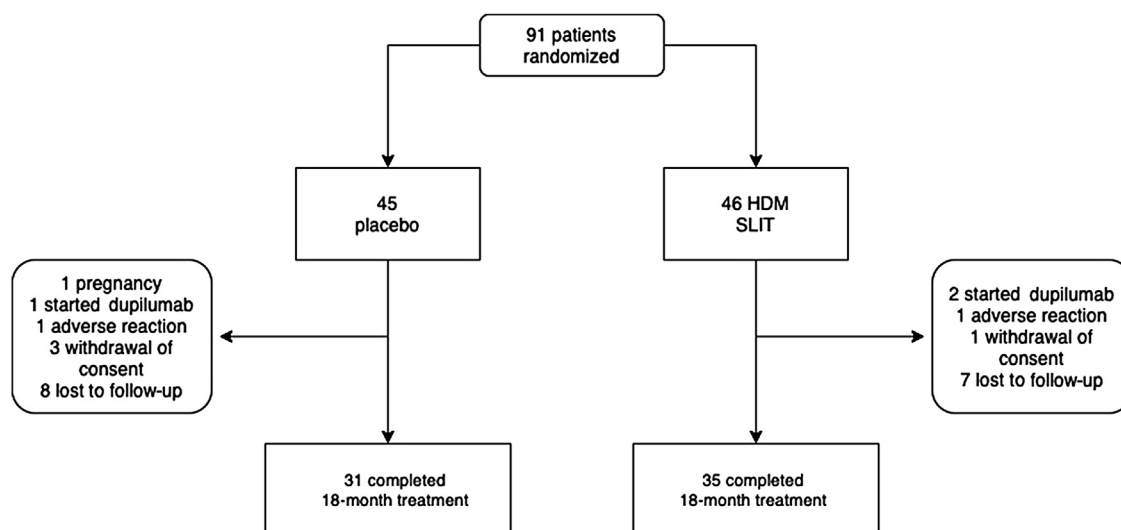 91 patients
randomized
45
placebo
46 HDM
SLIT
1 pregnancy
1 started dupilumab
1 adverse reaction
3 withdrawal of
consent
8 lost to follow-up
2 started dupilumab
1 adverse reaction
1 withdrawal of
consent
7 lost to follow-up
31 completed
18-month treatment
35 completed
18-month treatment